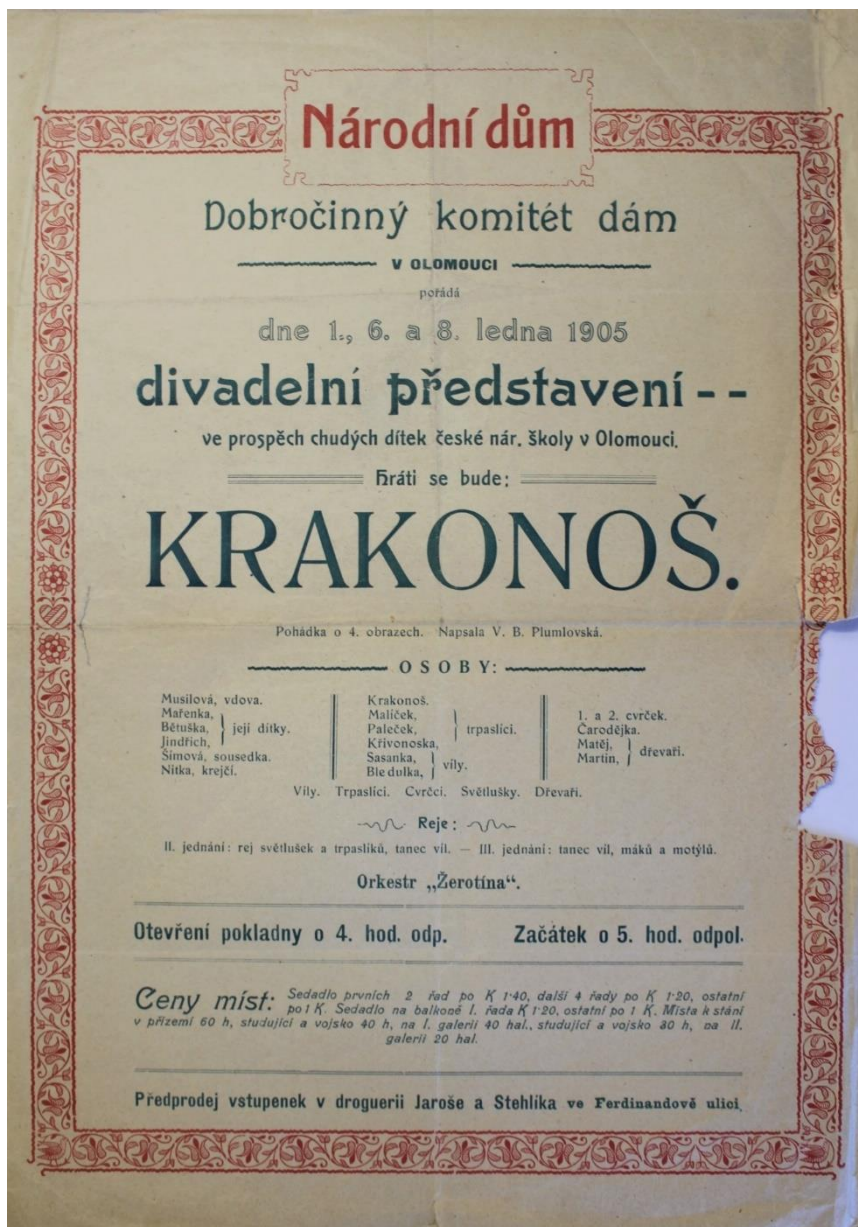 Národní dům
Dobročinný komitét dám
V OLOMOUCI
pořádá
dne 1., 6. a 8. ledna 1905
divadelní představení - -
ve prospěch chudých dítek české nár. školy v Olomouci.
Hráti se bude:
KRAKONOŠ.
Pohádka o 4. obrazech. Napsala V. B. Plumlovská.
OSOBY:
Musilová, vdova.
Mařenka,
Bětuška, její dítky.
Jindřich,
Šimová, sousedka.
Nitka, krejčí.
Krakonoš.
Malíček,
Paleček, trpaslíci.
Křivonoska,
Sasanka,
Bledulka, víly.
1. a 2. cvrček.
Čarodějka.
Matěj,
Martin, dřevaři.
Víly. Trpaslíci. Cvrčci. Světlušky. Dřevaři.
Reje:
II. jednání: rej světlušek a trpaslíků, tanec víl. — III. jednání: tanec víl, máků a motýlů.
Orkestr „Žerotína“.
Otevření pokladny o 4. hod. odp. Začátek o 5. hod. odpol.
Ceny míst: Sedadlo prvních 2 řad po K 1·40, další 4 řady po K 1·20, ostatní
po 1 K. Sedadlo na balkoně I. řada K 1·20, ostatní po 1 K. Místa k stání
v přízemí 60 h, studující a vojsko 40 h, na I. galerii 40 hal., studující a vojsko 30 h, na II.
galerii 20 hal.
Předprodej vstupenek v droguerii Jaroše a Stehlíka ve Ferdinandově ulici.